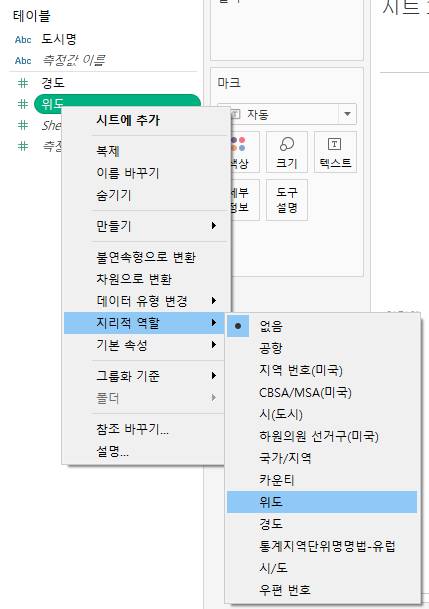 시트
테이블
Abc 도시명
Abc 측정값 이름
# 경도
# 위도
# She
# 측정
마크
자동
색상
크기
텍스트
세부
정보
도구
설명
시트에 추가
복제
이름 바꾸기
숨기기
만들기
불연속형으로 변환
차원으로 변환
데이터 유형 변경
지리적 역할
기본 속성
그룹화 기준
폴더
참조 바꾸기...
설명...
없음
공항
지역 번호(미국)
CBSA/MSA(미국)
시(도시)
하원의원 선거구(미국)
국가/지역
카운티
위도
경도
통계지역단위명명법-유럽
시/도
우편 번호